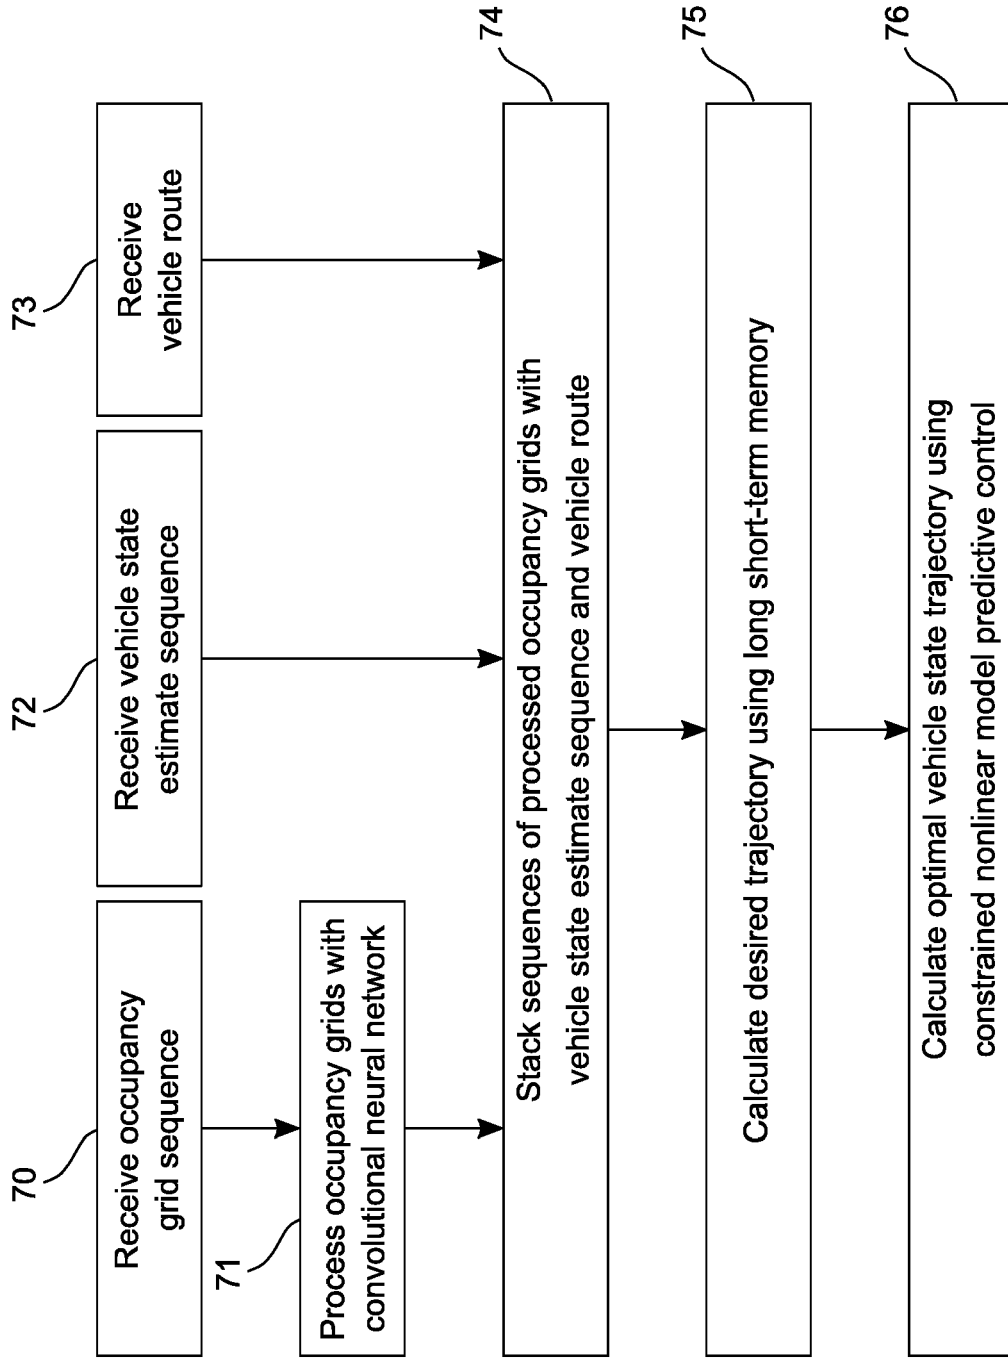 70
Receive occupancy
grid sequence
72
Receive vehicle state
estimate sequence
73
Receive
vehicle route
71
Process occupancy grids with
convolutional neural network
74
Stack sequences of processed occupancy grids with
vehicle state estimate sequence and vehicle route
75
Calculate desired trajectory using long short-term memory
76
Calculate optimal vehicle state trajectory using
constrained nonlinear model predictive control